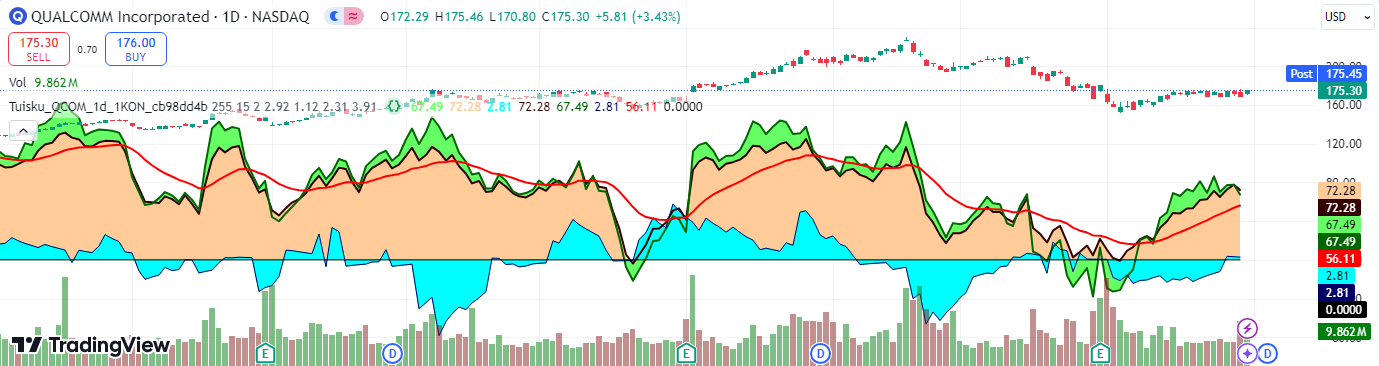 QUALCOMM Incorporated · 1D · NASDAQ O172.29 H175.46 L170.80 C175.30 +5.81 (+3.43%)
USD
175.30 SELL
0.70
176.00 BUY
Vol 9.862 M
Tuisku_QCOM_1d_1KON_cb98dd4b 255 15 2 2.92 1.12 2.31 3.91 67.49 72.28 2.81 72.28 67.49 2.81 56.11 0.0000
Post 175.45
175.30
160.00
120.00
72.28
72.28
67.49
67.49
56.11
2.81
2.81
0.0000
9.862 M
TradingView
E
D
E
D
E
D